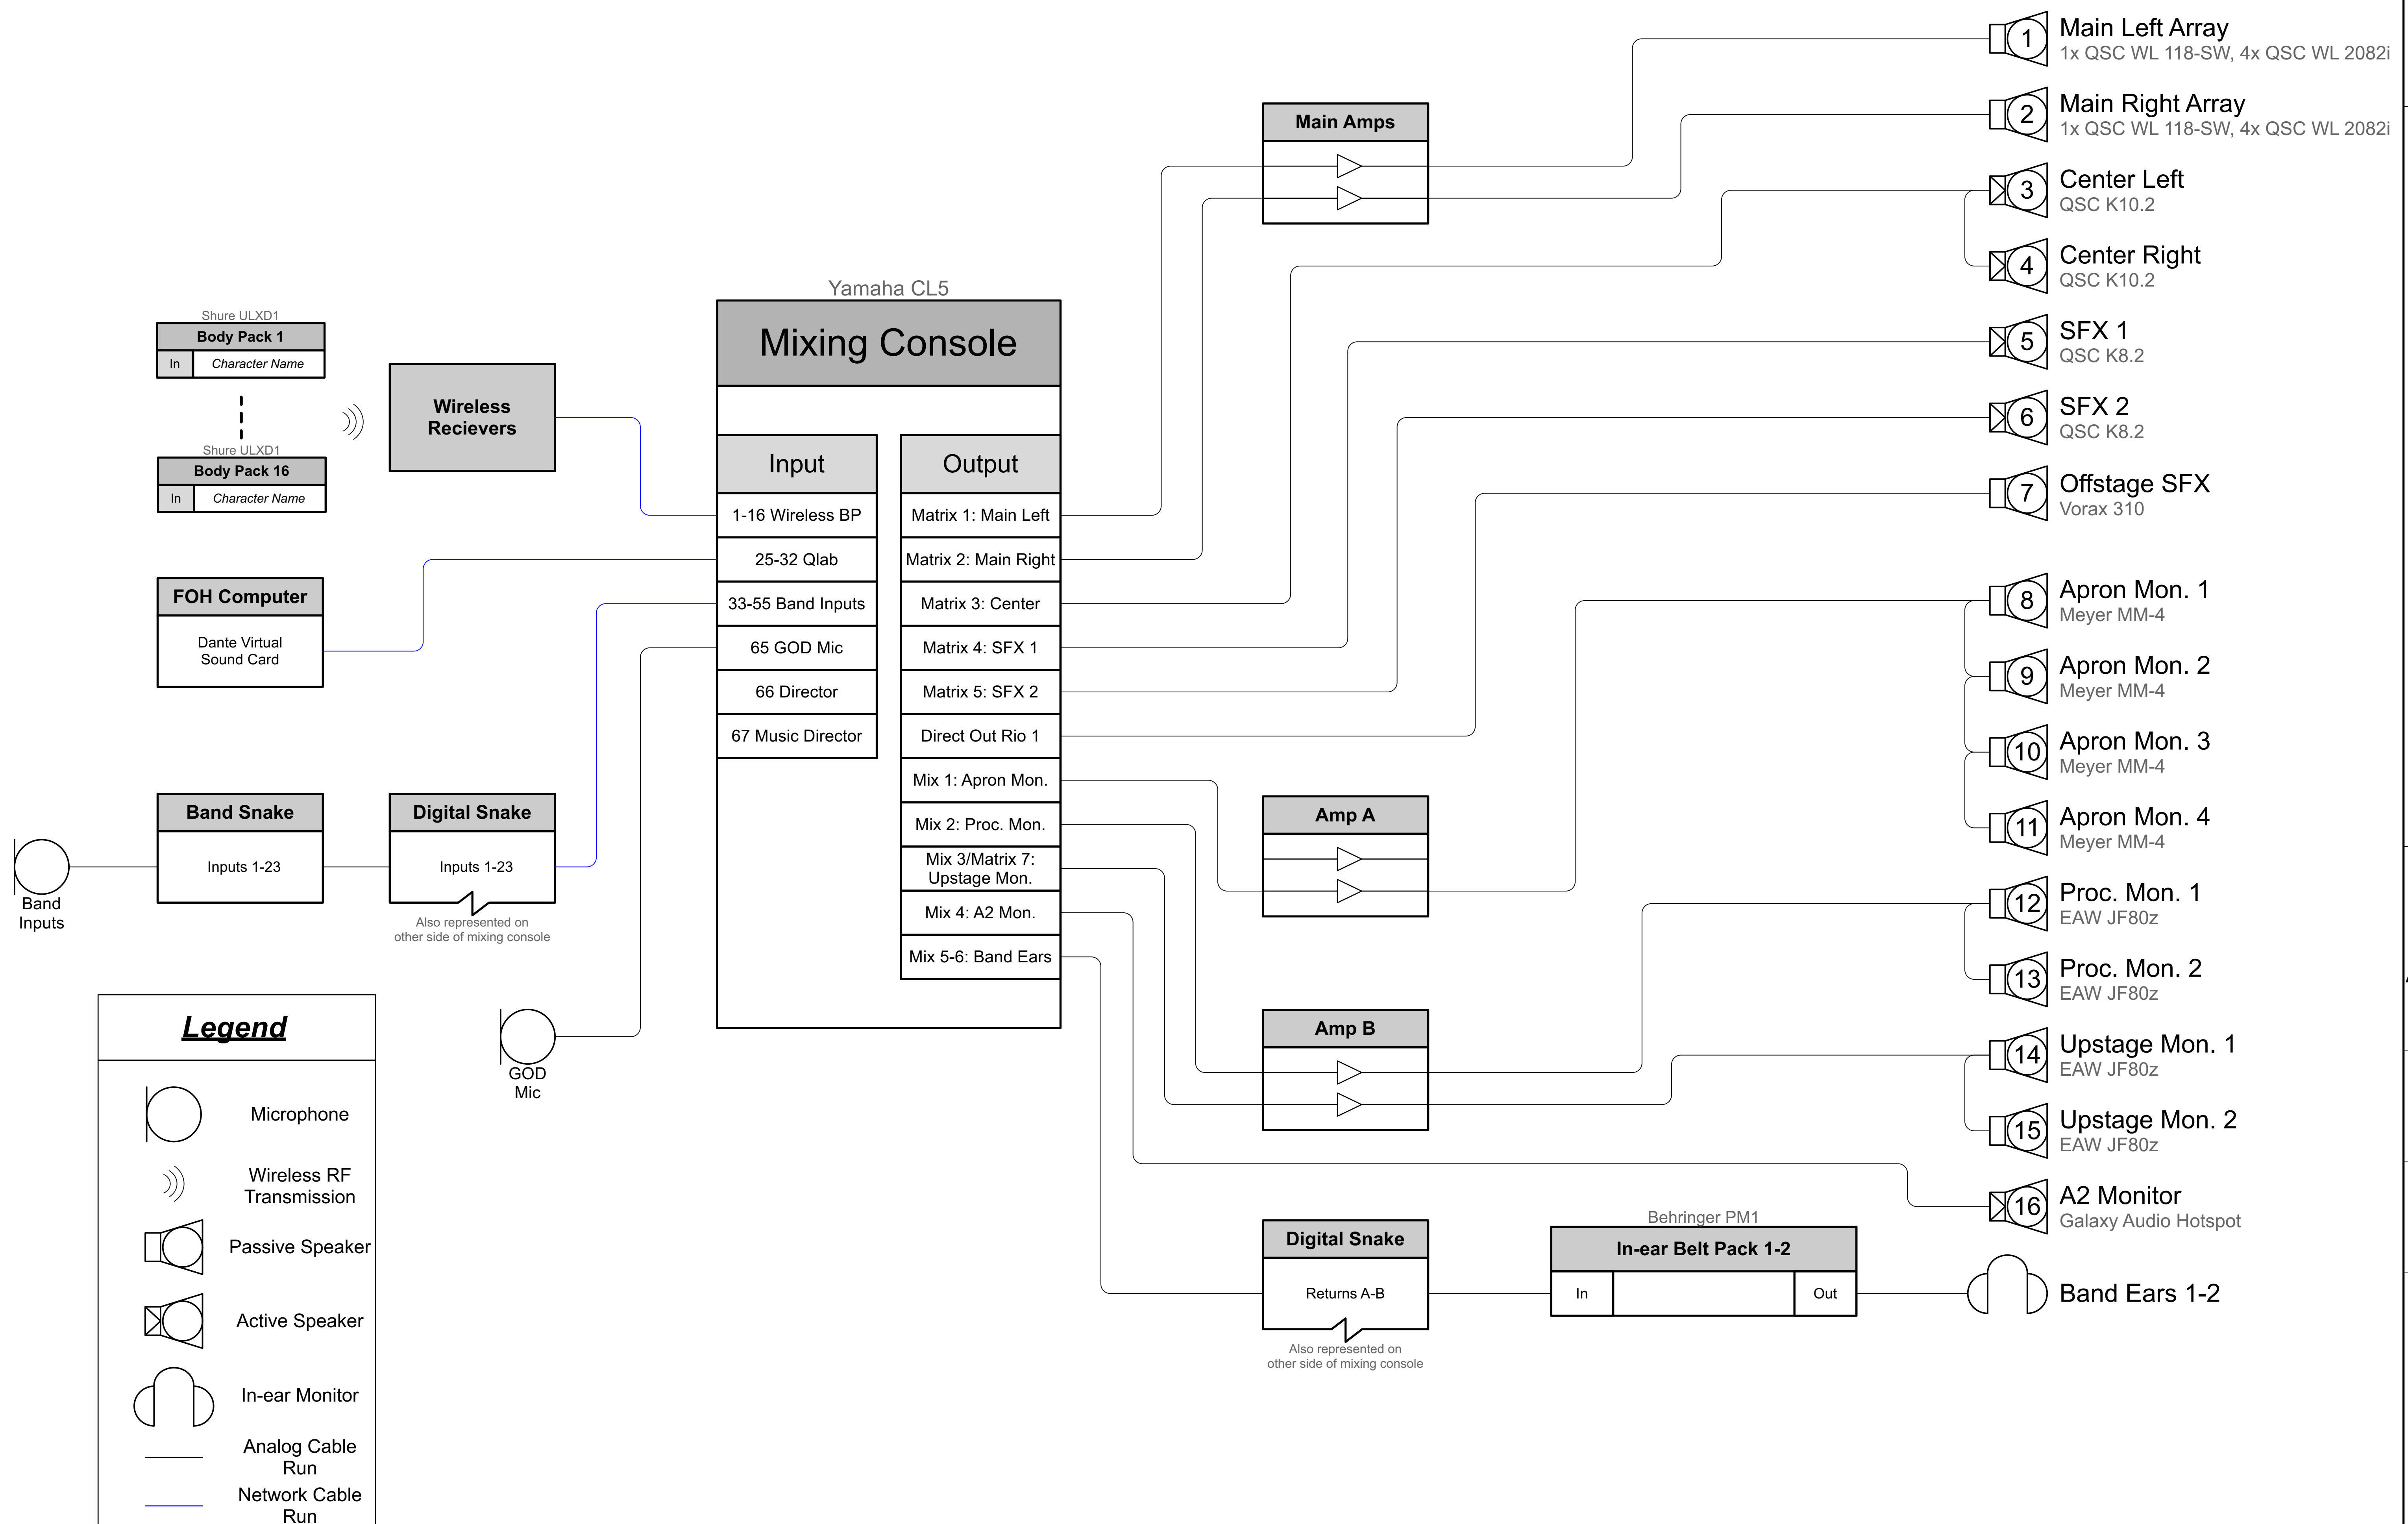 Main Left Array
1x QSC WL 118-SW, 4x QSC WL 2082i
Main Right Array
1x QSC WL 118-SW, 4x QSC WL 2082i
Center Left
QSC K10.2
Center Right
QSC K10.2
SFX 1
QSC K8.2
SFX 2
QSC K8.2
Offstage SFX
Vorax 310
Apron Mon. 1
Meyer MM-4
Apron Mon. 2
Meyer MM-4
Apron Mon. 3
Meyer MM-4
Apron Mon. 4
Meyer MM-4
Proc. Mon. 1
EAW JF80z
Proc. Mon. 2
EAW JF80z
Upstage Mon. 1
EAW JF80z
Upstage Mon. 2
EAW JF80z
A2 Monitor
Galaxy Audio Hotspot
Band Ears 1-2
1
2
3
4
5
6
7
8
9
10
11
12
13
14
15
16
Main Amps
Amp A
Amp B
Digital Snake
Returns A-B
Also represented on
other side of mixing console
Behringer PM1
In-ear Belt Pack 1-2
In
Out
Yamaha CL5
Mixing Console
Input
1-16 Wireless BP
25-32 Qlab
33-55 Band Inputs
65 GOD Mic
66 Director
67 Music Director
Output
Matrix 1: Main Left
Matrix 2: Main Right
Matrix 3: Center
Matrix 4: SFX 1
Matrix 5: SFX 2
Direct Out Rio 1
Mix 1: Apron Mon.
Mix 2: Proc. Mon.
Mix 3/Matrix 7:
Upstage Mon.
Mix 4: A2 Mon.
Mix 5-6: Band Ears
Shure ULXD1
Body Pack 1
In
Character Name
Shure ULXD1
Body Pack 16
In
Character Name
Wireless
Recievers
FOH Computer
Dante Virtual
Sound Card
Band Snake
Inputs 1-23
Digital Snake
Inputs 1-23
Also represented on
other side of mixing console
Band
Inputs
GOD
Mic
Legend
Microphone
Wireless RF
Transmission
Passive Speaker
Active Speaker
In-ear Monitor
Analog Cable
Run
Network Cable
Run